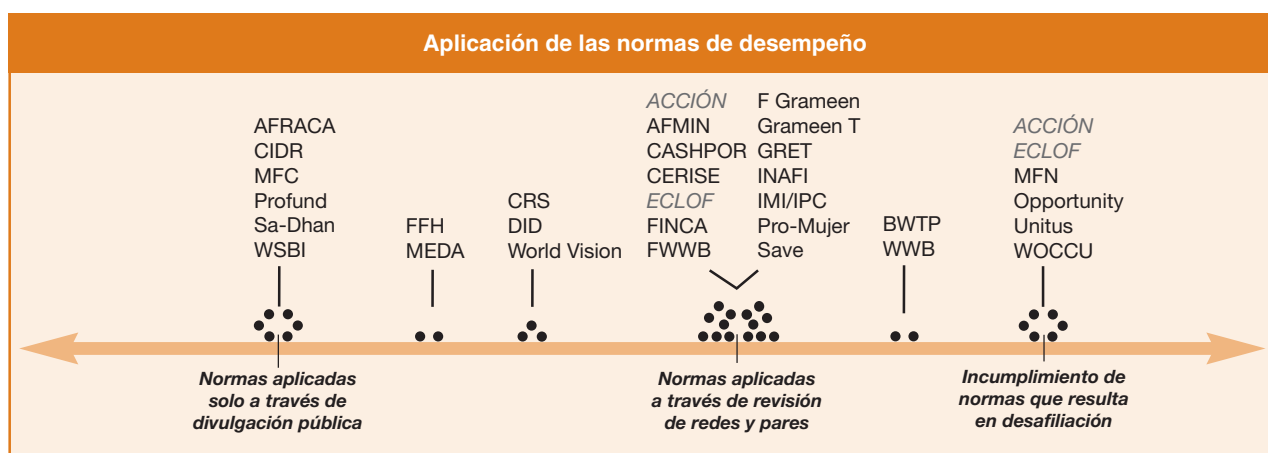 Aplicación de las normas de desempeño
AFRACA
CIDR
MFC
Profund
Sa-Dhan
WSBI
FFH
MEDA
CRS
DID
World Vision
ACCIÓN
AFMIN
CASHPOR
CERISE
ECLOF
FINCA
FWWB
F Grameen
Grameen T
GRET
INAFI
IMI/IPC
Pro-Mujer
Save
BWTP
WWB
ACCIÓN
ECLOF
MFN
Opportunity
Unitus
WOCCU
Normas aplicadas
solo a través de
divulgación pública
Normas aplicadas
a través de revisión
de redes y pares
Incumplimiento de
normas que resulta
en desafiliación